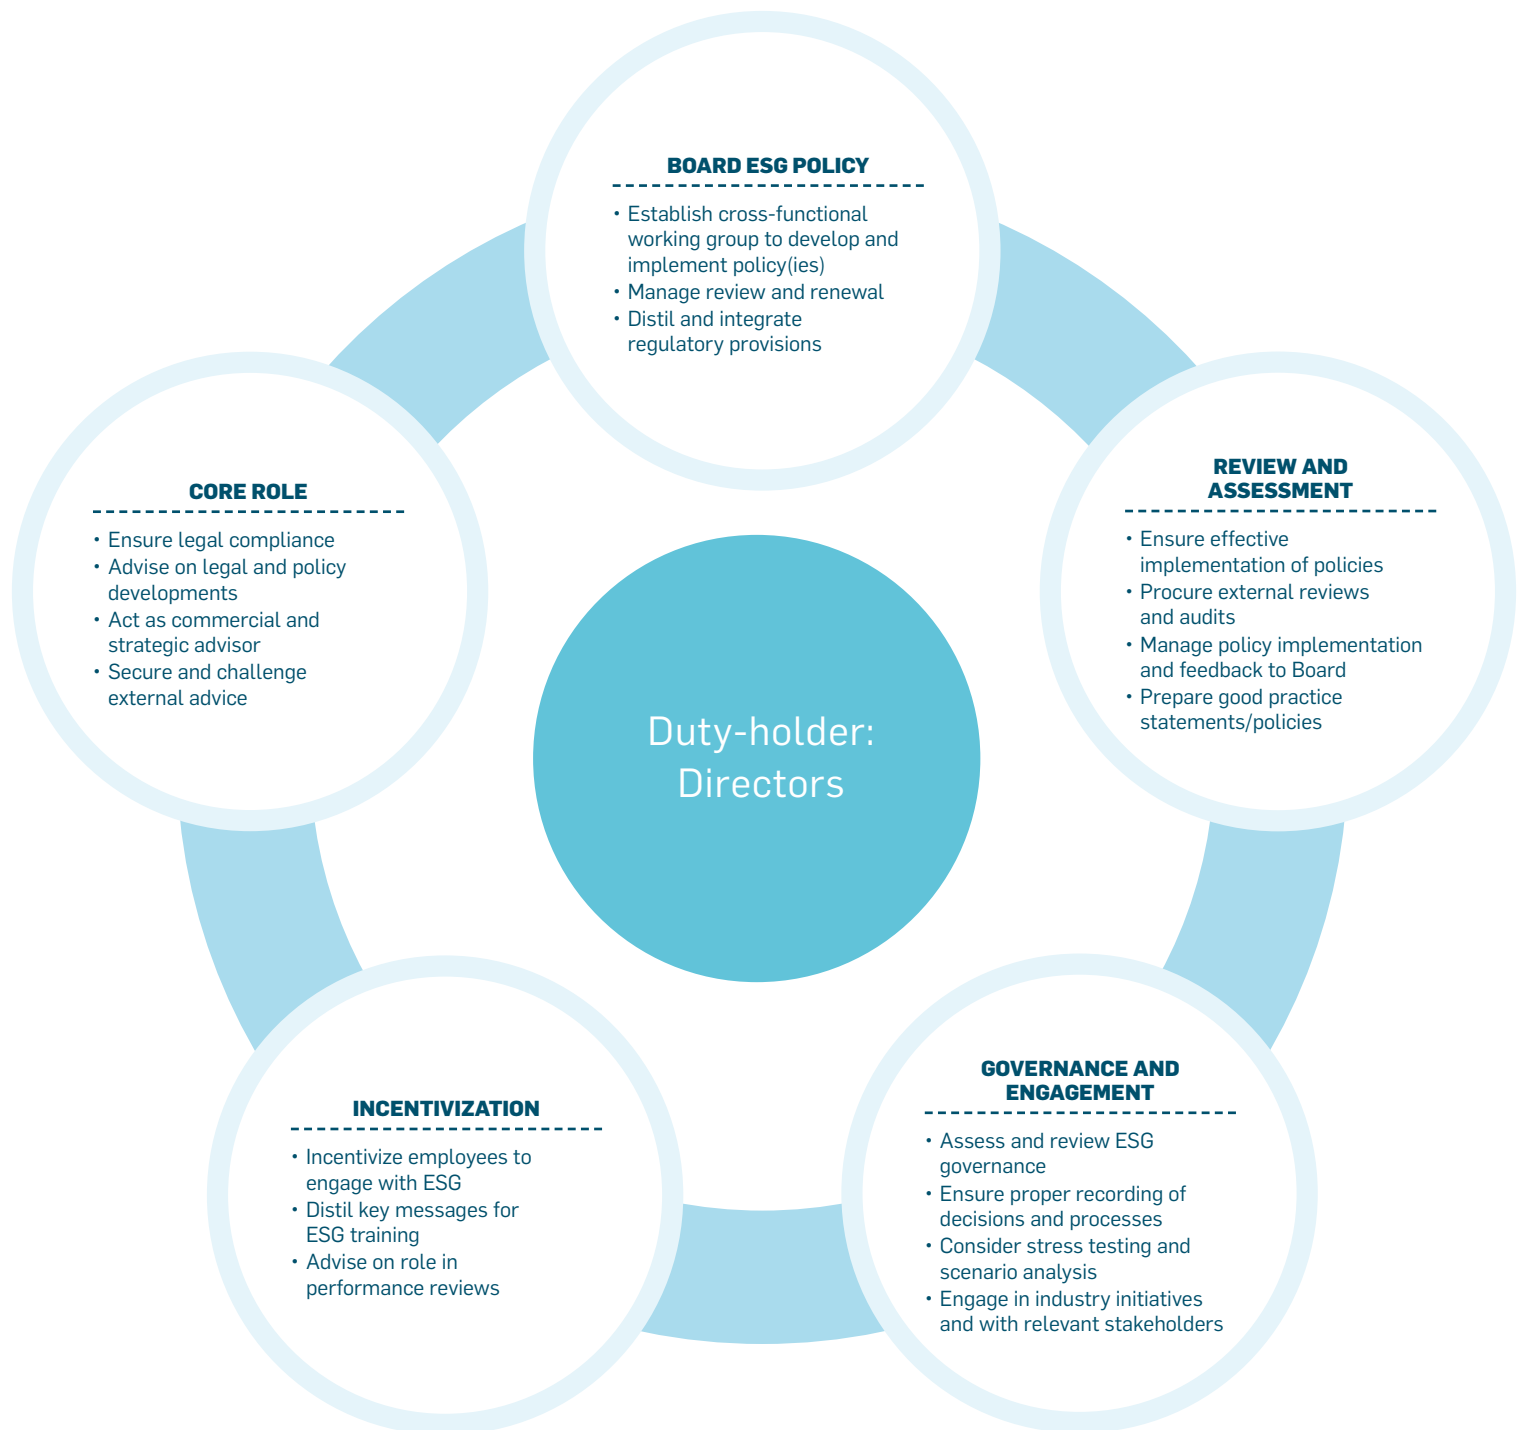 BOARD ESG POLICY
• Establish cross-functional
working group to develop and
implement policy(ies)
• Manage review and renewal
• Distil and integrate
regulatory provisions
REVIEW AND
ASSESSMENT
• Ensure effective
implementation of policies
• Procure external reviews
and audits
• Manage policy implementation
and feedback to Board
• Prepare good practice
statements/policies
GOVERNANCE AND
ENGAGEMENT
• Assess and review ESG
governance
• Ensure proper recording of
decisions and processes
• Consider stress testing and
scenario analysis
• Engage in industry initiatives
and with relevant stakeholders
INCENTIVIZATION
• Incentivize employees to
engage with ESG
• Distil key messages for
ESG training
• Advise on role in
performance reviews
CORE ROLE
• Ensure legal compliance
• Advise on legal and policy
developments
• Act as commercial and
strategic advisor
• Secure and challenge
external advice
Duty-holder:
Directors